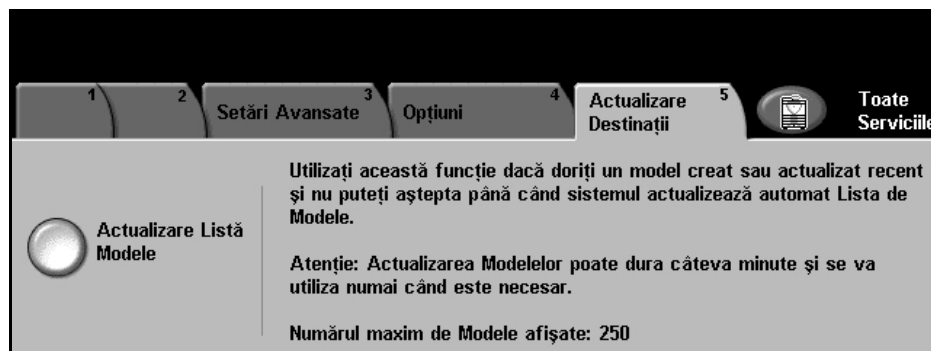 1
2
Setări Avansate 3
Opțiuni 4
Actualizare 5
Destinații
Toate
Serviciile
Actualizare Listă
Modele
Utilizați această funcție dacă doriți un model creat sau actualizat recent
și nu puteți aștepta până când sistemul actualizează automat Lista de
Modele.
Atenție: Actualizarea Modelelor poate dura câteva minute și se va
utiliza numai când este necesar.
Numărul maxim de Modele afișate: 250